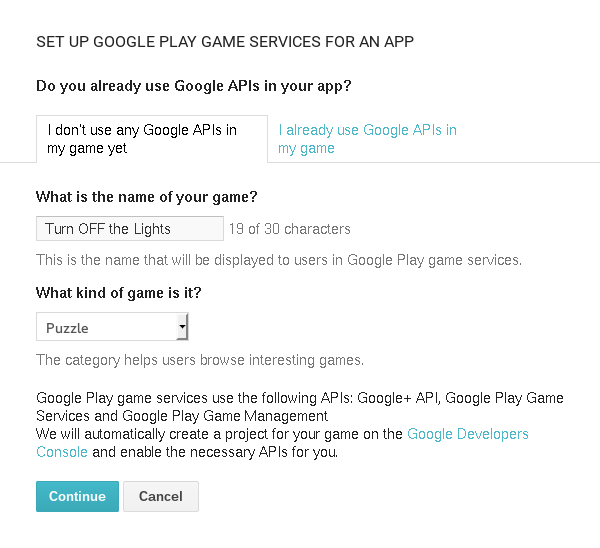 SET UP GOOGLE PLAY GAME SERVICES FOR AN APP
Do you already use Google APIs in your app?
I don't use any Google APIs in
my game yet
I already use Google APIs in
my game
What is the name of your game?
Turn OFF the Lights 19 of 30 characters
This is the name that will be displayed to users in Google Play game services.
What kind of game is it?
Puzzle
The category helps users browse interesting games.
Google Play game services use the following APIs: Google+ API, Google Play Game
Services and Google Play Game Management
We will automatically create a project for your game on the Google Developers
Console and enable the necessary APIs for you.
Continue Cancel